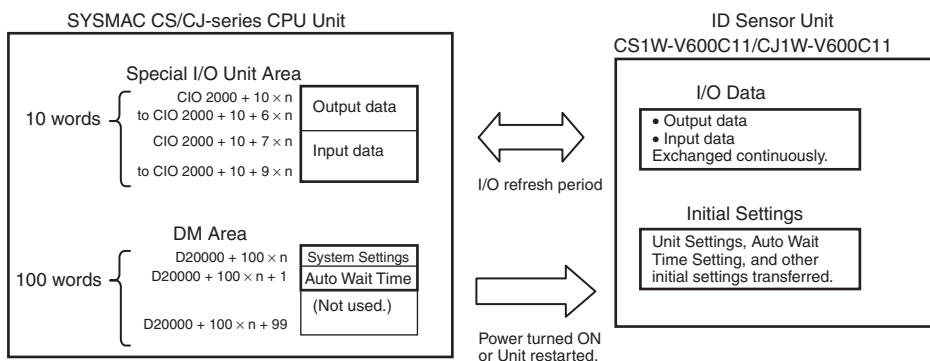 SYSMAC CS/CJ-series CPU Unit
Special I/O Unit Area
10 words
CIO 2000 + 10 × n
to CIO 2000 + 10 + 6 × n
CIO 2000 + 10 + 7 × n
to CIO 2000 + 10 + 9 × n
Output data
Input data
DM Area
100 words
D20000 + 100 × n
D20000 + 100 × n + 1
D20000 + 100 × n + 99
System Settings
Auto Wait Time
(Not used.)
I/O refresh period
Power turned ON
or Unit restarted.
ID Sensor Unit
CS1W-V600C11/CJ1W-V600C11
I/O Data
• Output data
• Input data
Exchanged continuously.
Initial Settings
Unit Settings, Auto Wait
Time Setting, and other
initial settings transferred.